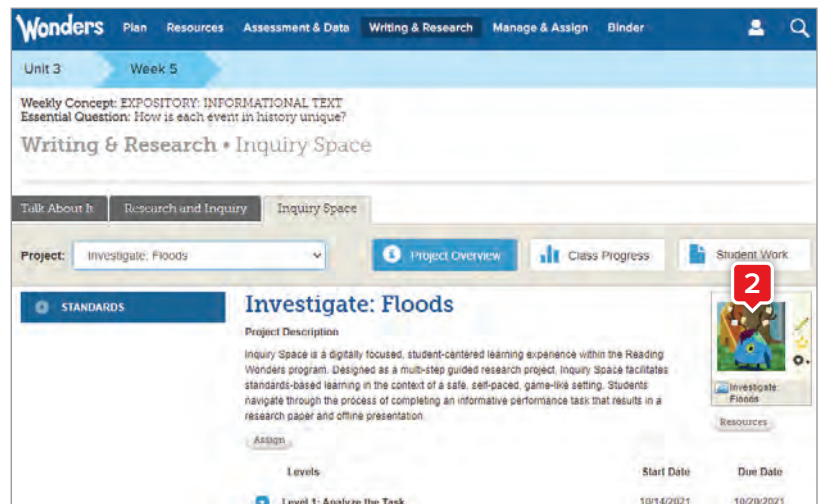 Wonders Plan Resources Assessment & Data Writing & Research Manage & Assign Binder
Unit 3 Week 5
Weekly Concept: EXPOSITORY: INFORMATIONAL TEXT
Essential Question: How is each event in history unique?
Writing & Research • Inquiry Space
Talk About It Research and Inquiry Inquiry Space
Project: Investigate: Floods Project Overview Class Progress Student Work
2
STANDARDS
Investigate: Floods
Project Description
Inquiry Space is a digitally focused, student-centered learning experience within the Reading
Wonders program. Designed as a multi-step guided research project, Inquiry Space facilitates
standards-based learning in the context of a safe, self-paced, game-like setting. Students
navigate through the process of completing an informative performance task that results in a
research paper and offline presentation.
Investigate:
Floods
Resources
Assign
Levels Start Date Due Date
Level 1: Analyze the Task 10/14/2021 10/20/2021